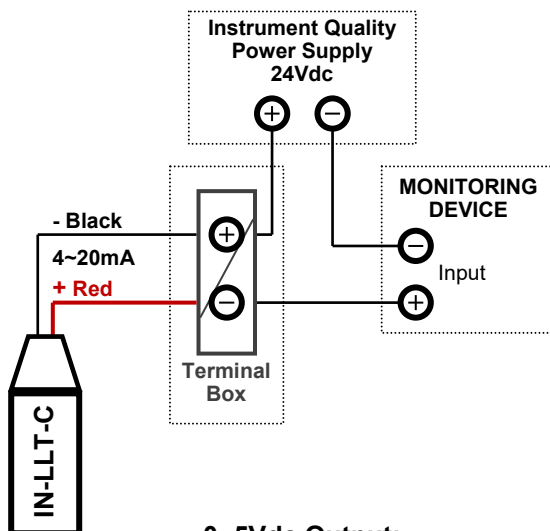 Instrument Quality
Power Supply
24Vdc
+ −
MONITORING
DEVICE
−
Input
+
- Black
4~20mA
+ Red
+
−
Terminal
Box
IN-LLT-C